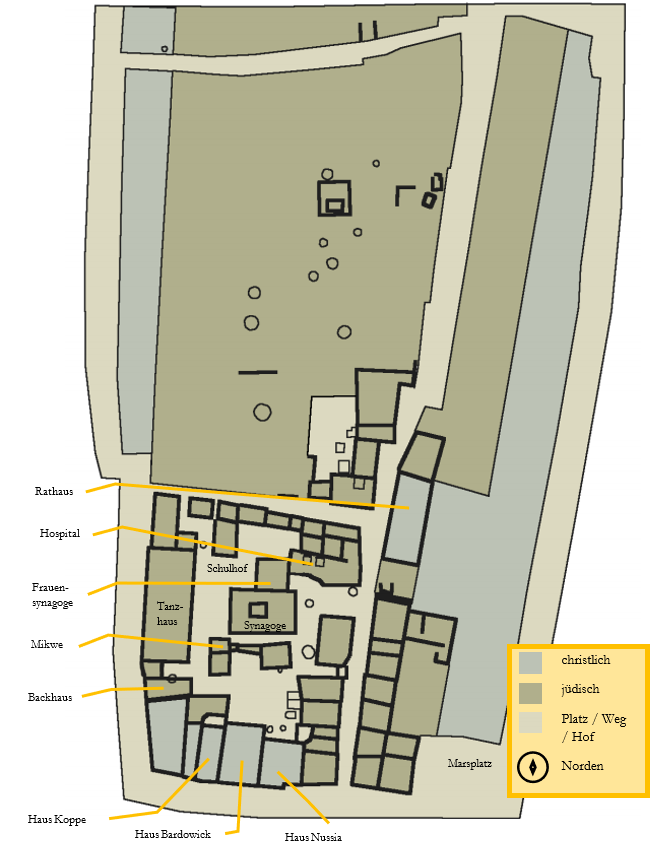 Rathaus
Hospital
Schulhof
Frauen-
synagoge
Tanz-
haus
Synagoge
Mikwe
Backhaus
Haus Koppe
Haus Bardowick
Haus Nussia
Marsplatz
christlich
jüdisch
Platz / Weg
/ Hof
Norden